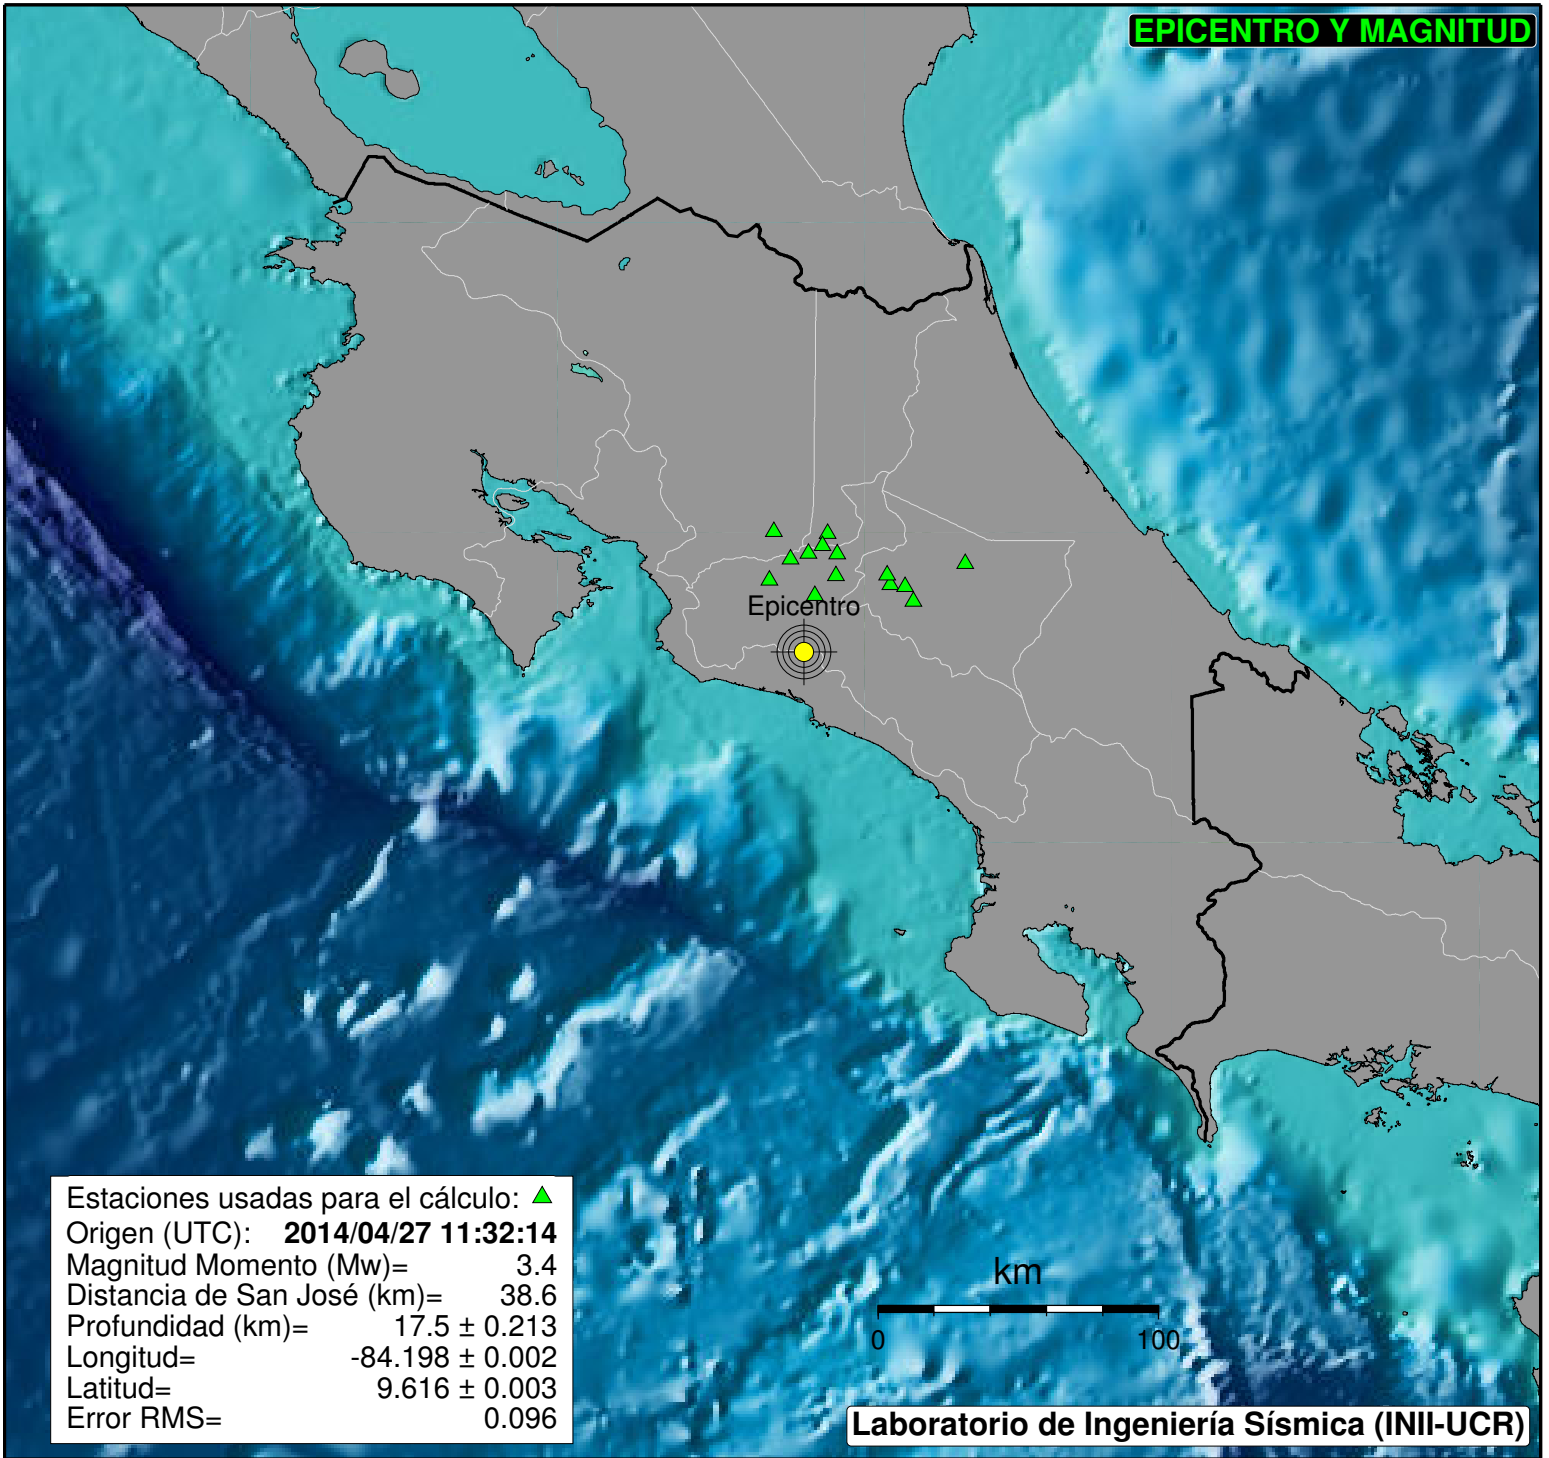 EPICENTRO Y MAGNITUD
Epicentro
Estaciones usadas para el cálculo:
Origen (UTC): 2014/04/27 11:32:14
Magnitud Momento (Mw)= 3.4
Distancia de San José (km)= 38.6
Profundidad (km)= 17.5 ± 0.213
Longitud= -84.198 ± 0.002
Latitud= 9.616 ± 0.003
Error RMS= 0.096
km
0 100
Laboratorio de Ingeniería Sísmica (INII-UCR)